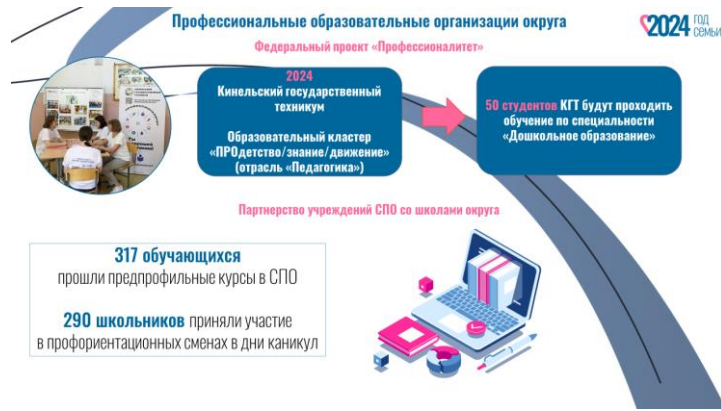 Профессиональные образовательные организации округа
2024 ГОД
СЕМЬИ
Федеральный проект «Профессионалитет»
2024
Кинельский государственный
техникум
Образовательный кластер
«ПРОдетство/знание/движение»
(отрасль «Педагогика»)
50 студентов КГТ будут проходить
обучение по специальности
«Дошкольное образование»
Партнерство учреждений СПО со школами округа
317 обучающихся
прошли предпрофильные курсы в СПО
290 школьников приняли участие
в профориентационных сменах в дни каникул